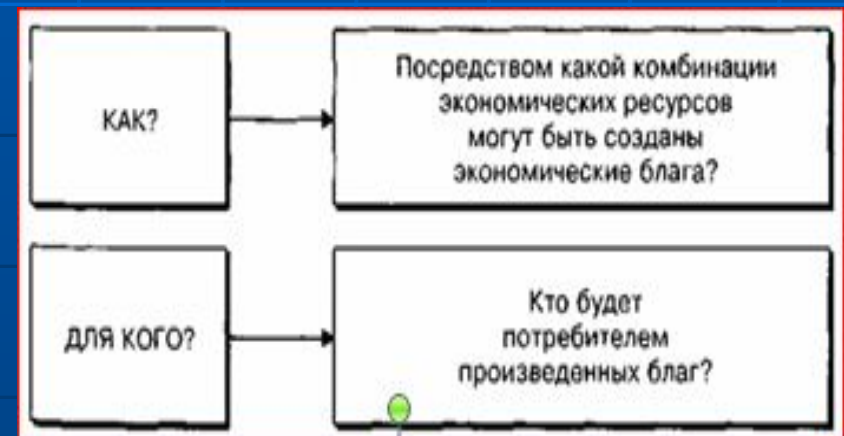 КАК?
Посредством какой комбинации
экономических ресурсов
могут быть созданы
экономические блага?
ДЛЯ КОГО?
Кто будет
потребителем
произведенных благ?